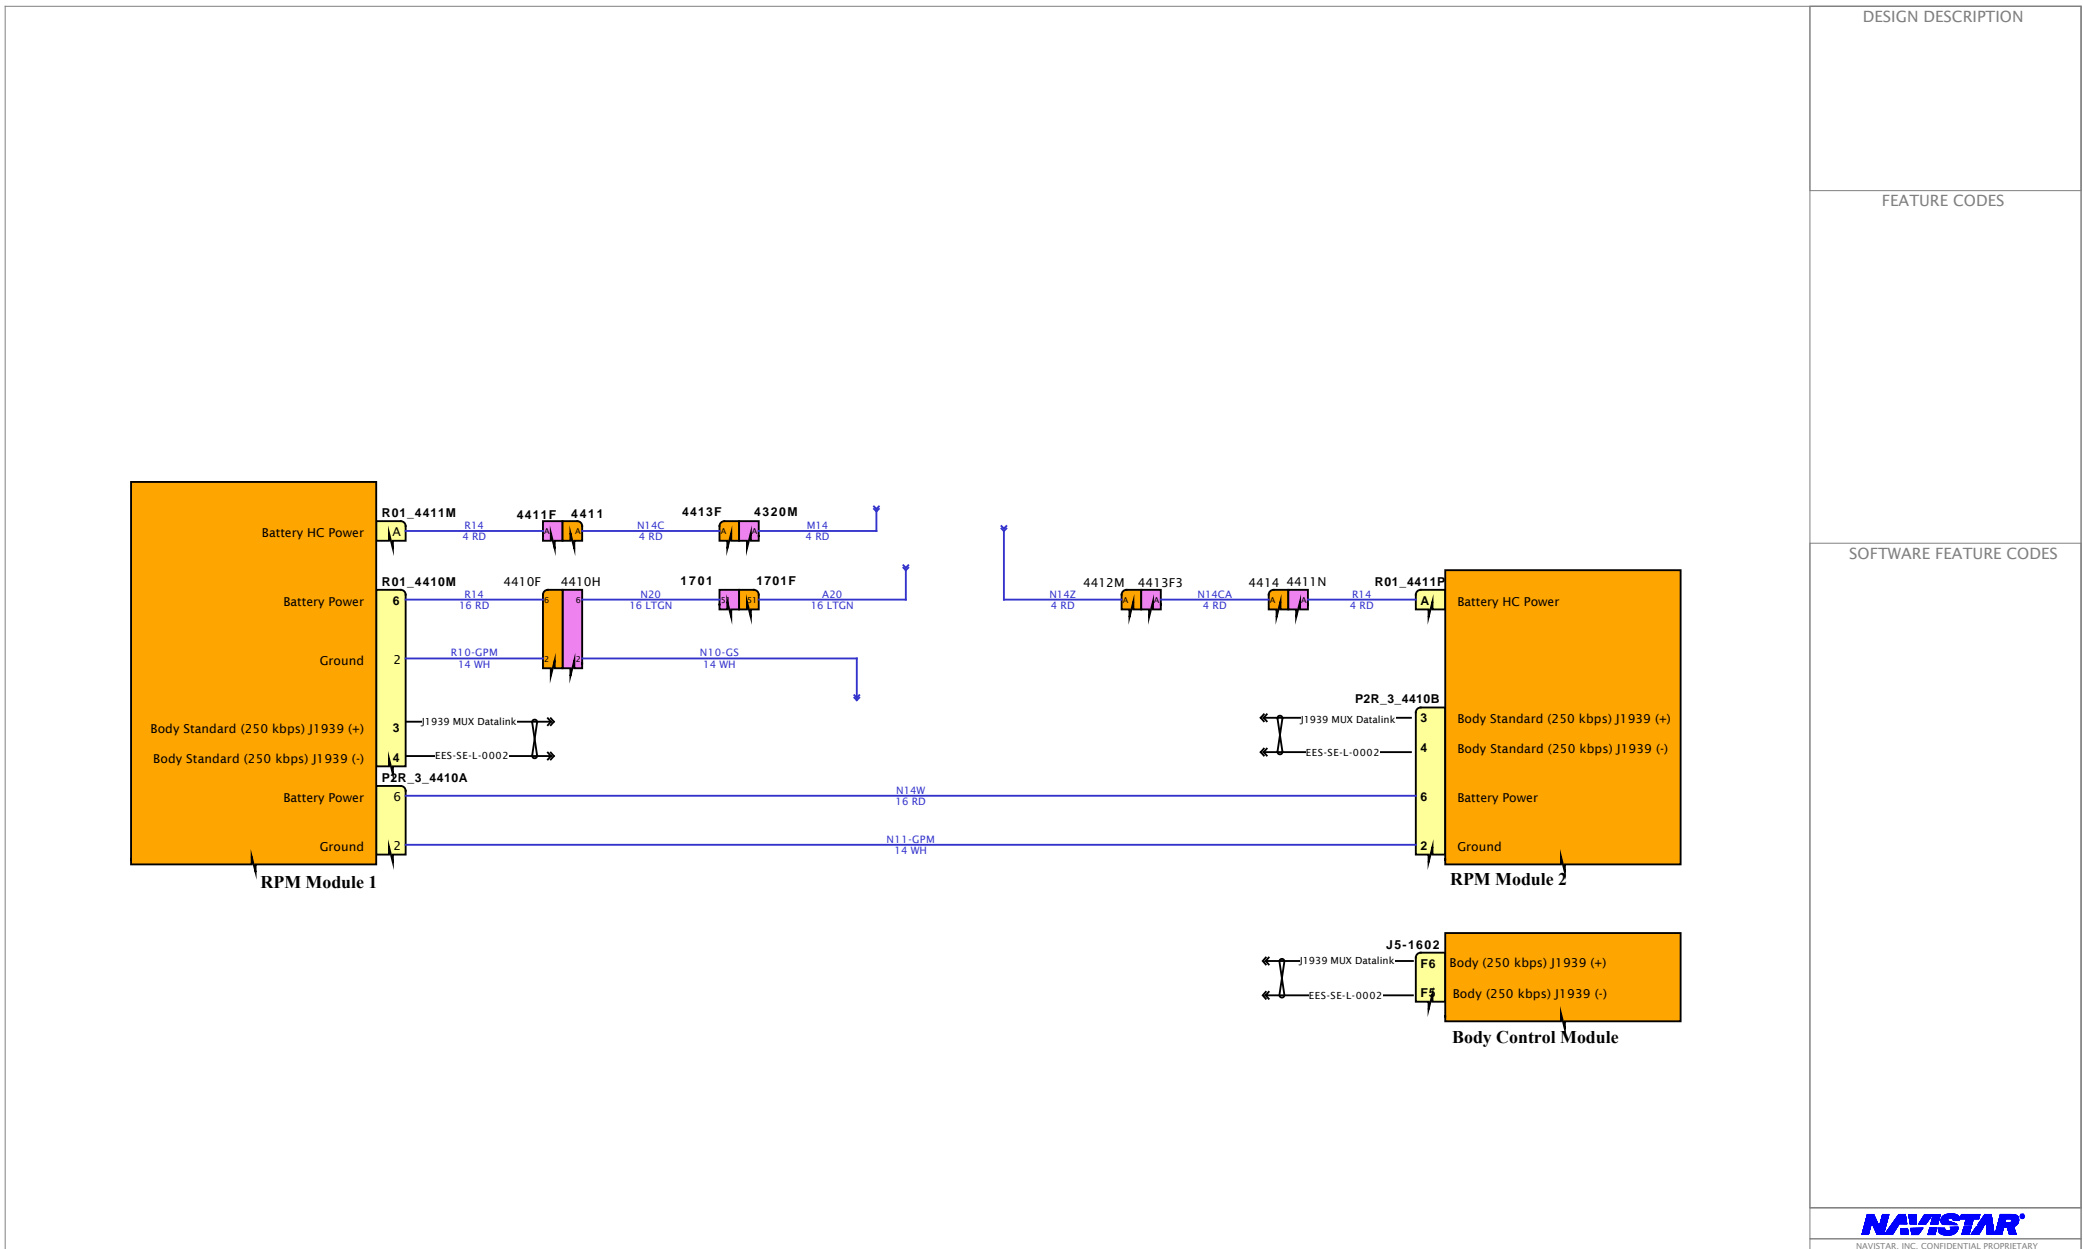 DESIGN DESCRIPTION
FEATURE CODES
SOFTWARE FEATURE CODES
R01_4411M
4411F 4411
4413F 4320M
Battery HC Power
A
R14
4 RD
A A
N14C
4 RD
A A
M14
4 RD
R01_4410M
4410F 4410H
1701 1701F
Battery Power
6
R14
16 RD
6 6
N20
16 LTGN
51 51
A20
16 LTGN
Ground
2
R10-GPM
14 WH
2 2
N10-GS
14 WH
Body Standard (250 kbps) J1939 (+)
3
J1939 MUX Datalink
Body Standard (250 kbps) J1939 (-)
4
EES-SE-L-0002
P2R_3_4410A
Battery Power
6
N14W
16 RD
Ground
2
N11-GPM
14 WH
RPM Module 1
4412M 4413F3
4414 4411N
R01_4411P
N14Z
4 RD
A A
N14CA
4 RD
A A
R14
4 RD
A
Battery HC Power
P2R_3_4410B
J1939 MUX Datalink
3
Body Standard (250 kbps) J1939 (+)
EES-SE-L-0002
4
Body Standard (250 kbps) J1939 (-)
6
Battery Power
2
Ground
RPM Module 2
J5-1602
J1939 MUX Datalink
F6
Body (250 kbps) J1939 (+)
EES-SE-L-0002
F5
Body (250 kbps) J1939 (-)
Body Control Module
NAVISTAR
NAVISTAR, INC. CONFIDENTIAL PROPRIETARY